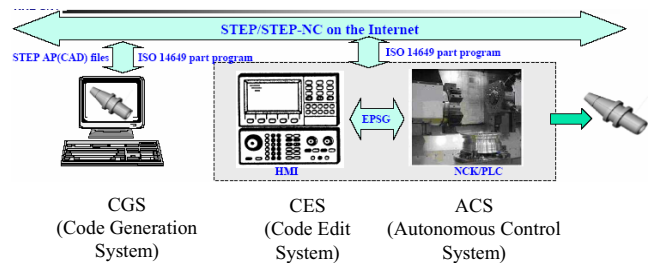 STEP/STEP-NC on the Internet
STEP AP(CAD) files
ISO 14649 part program
ISO 14649 part program
EPSG
HMI
NCK/PLC
CGS
(Code Generation
System)
CES
(Code Edit
System)
ACS
(Autonomous Control
System)